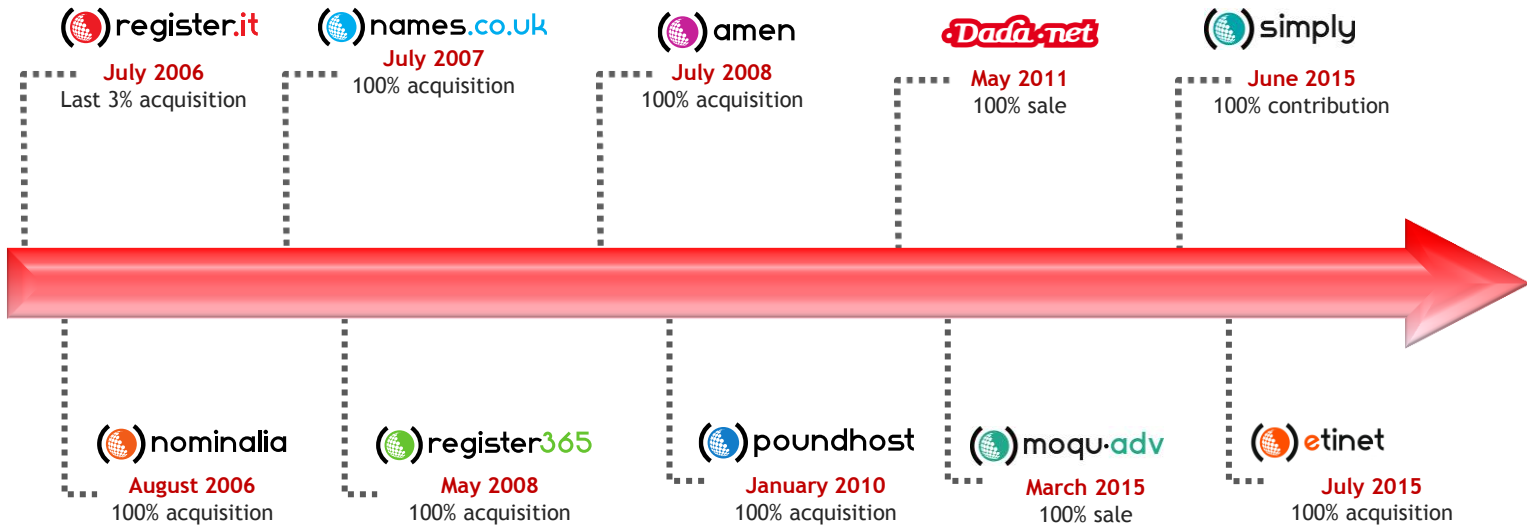 register.it
July 2006
Last 3% acquisition
names.co.uk
July 2007
100% acquisition
amen
July 2008
100% acquisition
Dada.net
May 2011
100% sale
simply
June 2015
100% contribution
nominalia
August 2006
100% acquisition
register365
May 2008
100% acquisition
poundhost
January 2010
100% acquisition
moqu·adv
March 2015
100% sale
etinet
July 2015
100% acquisition